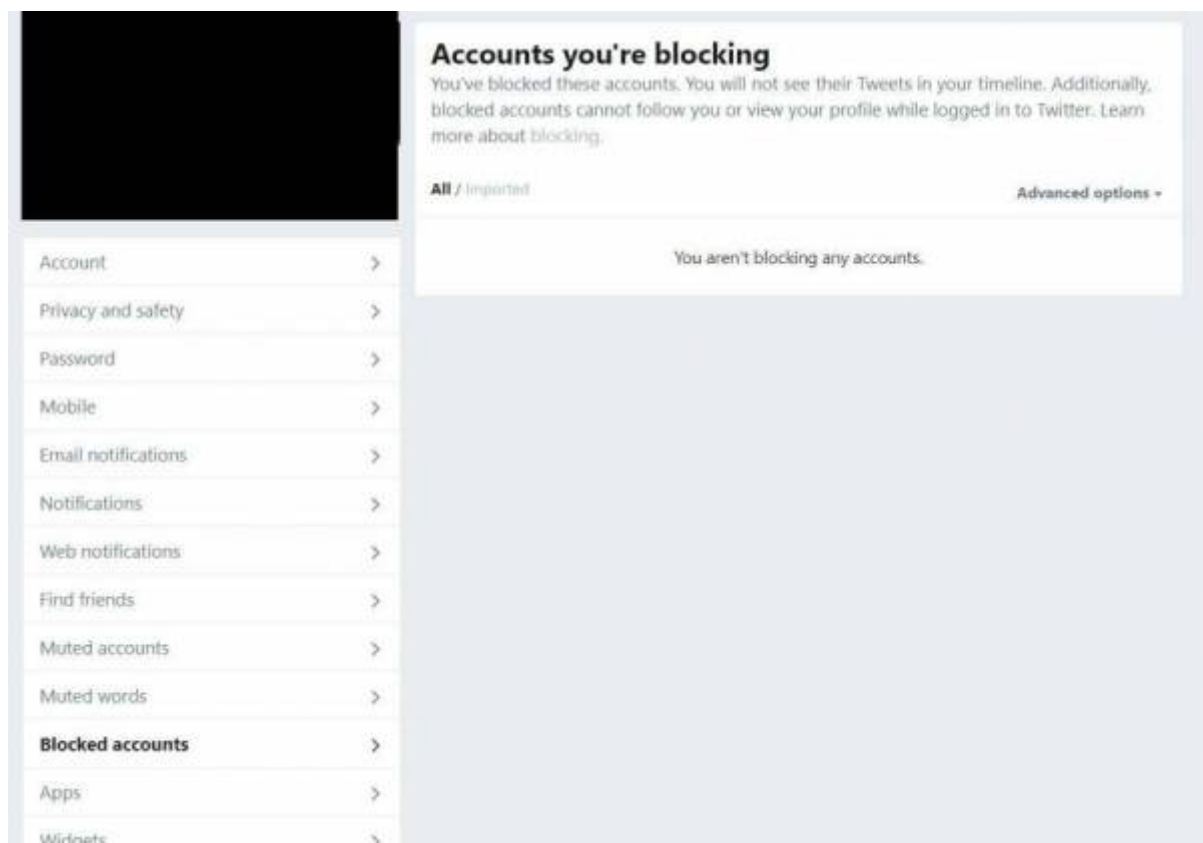 Accounts you're blocking
You've blocked these accounts. You will not see their Tweets in your timeline. Additionally,
blocked accounts cannot follow you or view your profile while logged in to Twitter. Learn
more about blocking.
All / Imported
Advanced options
You aren't blocking any accounts.
Account
Privacy and safety
Password
Mobile
Email notifications
Notifications
Web notifications
Find friends
Muted accounts
Muted words
Blocked accounts
Apps
Widgets